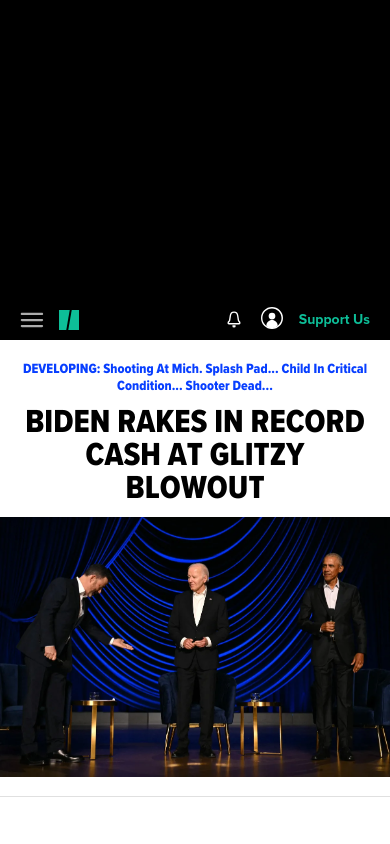 Support Us
DEVELOPING: Shooting At Mich. Splash Pad... Child In Critical
Condition... Shooter Dead...
BIDEN RAKES IN RECORD
CASH AT GLITZY
BLOWOUT